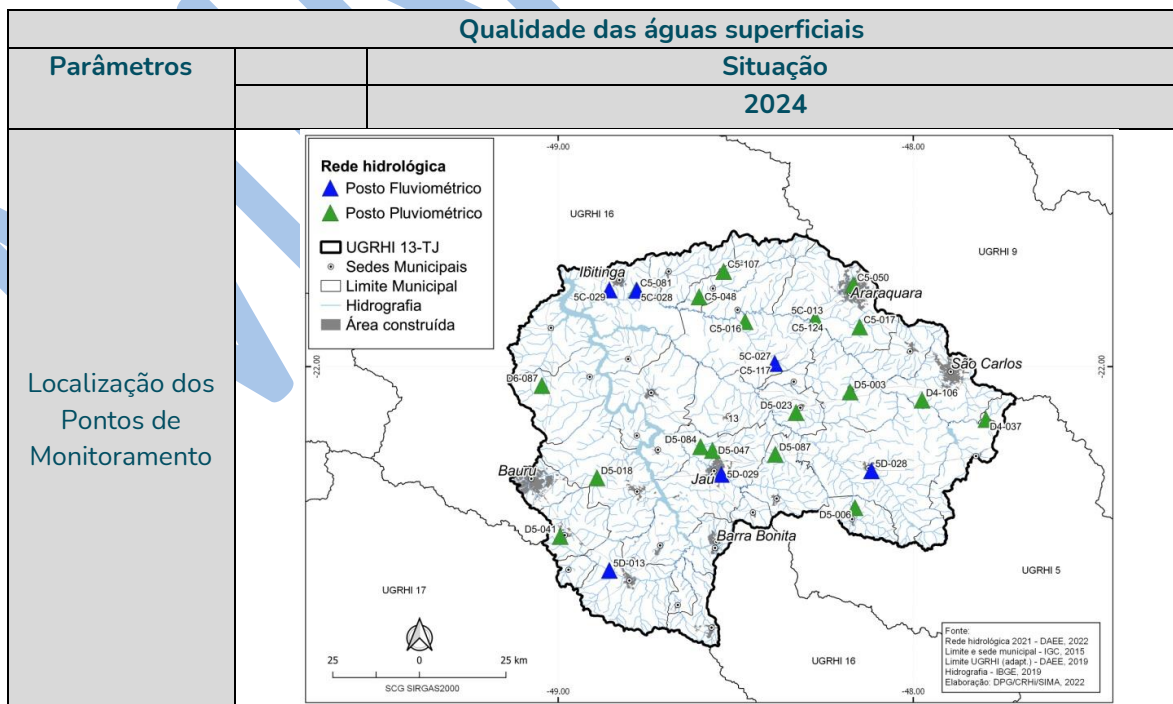 Qualidade das águas superficiais
Parâmetros
Situação
2024
Localização dos
Pontos de
Monitoramento
Rede hidrológica
Posto Fluviométrico
Posto Pluviométrico
UGRHI 13-TJ
Sedes Municipais
Limite Municipal
Hidrografia
Área construída
-49.00
-48.00
UGRHI 16
UGRHI 9
Ibitinga
C5-107
C5-081
5C-029
5C-028
C5-048
C5-050
Araraquara
C5-016
5C-013
C5-124
C5-017
-22.00
5C-027
C5-117
São Carlos
D6-087
D5-003
D4-106
D5-023
13
D4-037
D5-084
D5-047
D5-087
Bauru
D5-018
Jaú
5D-029
5D-028
D5-006
D5-041
Barra Bonita
5D-013
UGRHI 5
UGRHI 17
UGRHI 16
25 0 25 km
SCG SIRGAS2000
-49.00
-48.00
Fonte:
Rede hidrológica 2021 - DAEE, 2022
Limite e sede municipal - IGC, 2015
Limite UGRHI (adapt.) - DAEE, 2019
Hidrografia - IBGE, 2019
Elaboração: DPG/CRHi/SIMA, 2022